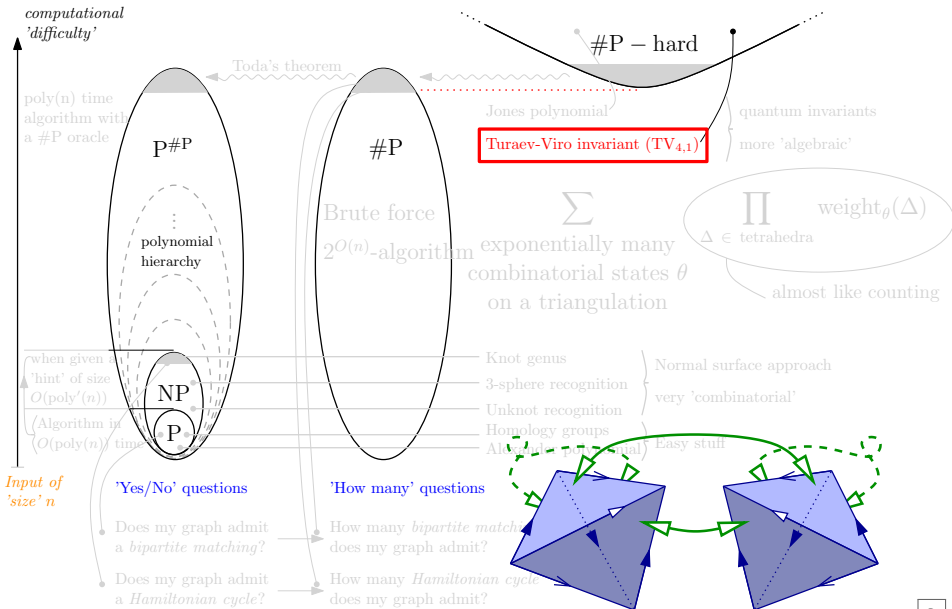 computational
'difficulty'
poly(n) time
algorithm with
a #P oracle
Toda's theorem
P#P
⋮
polynomial
hierarchy
#P
#P − hard
Jones polynomial
Turaev-Viro invariant (TV4,1)
quantum invariants
more 'algebraic'
Brute force
2^O(n)-algorithm
∑
exponentially many
combinatorial states θ
on a triangulation
∏ weightθ(Δ)
Δ ∈ tetrahedra
almost like counting
when given a
'hint' of size
O(poly'(n))
Algorithm in
O(poly(n)) time
NP
P
Knot genus
3-sphere recognition
Unknot recognition
Homology groups
Normal surface approach
very 'combinatorial'
Easy stuff
Input of
'size' n
'Yes/No' questions
'How many' questions
Does my graph admit
a bipartite matching?
How many bipartite
does my graph admit?
Does my graph admit
a Hamiltonian cycle?
How many Hamiltonian cycle
does my graph admit?